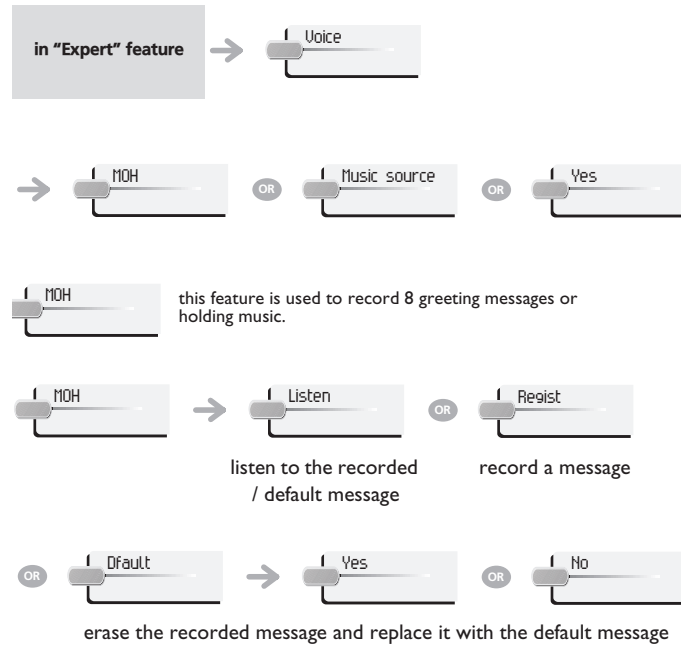 in "Expert" feature
Voice
MOH
OR
Music source
OR
Yes
MOH
this feature is used to record 8 greeting messages or
holding music.
MOH
Listen
OR
Regist
listen to the recorded
/ default message
record a message
OR
Dfault
Yes
OR
No
erase the recorded message and replace it with the default message